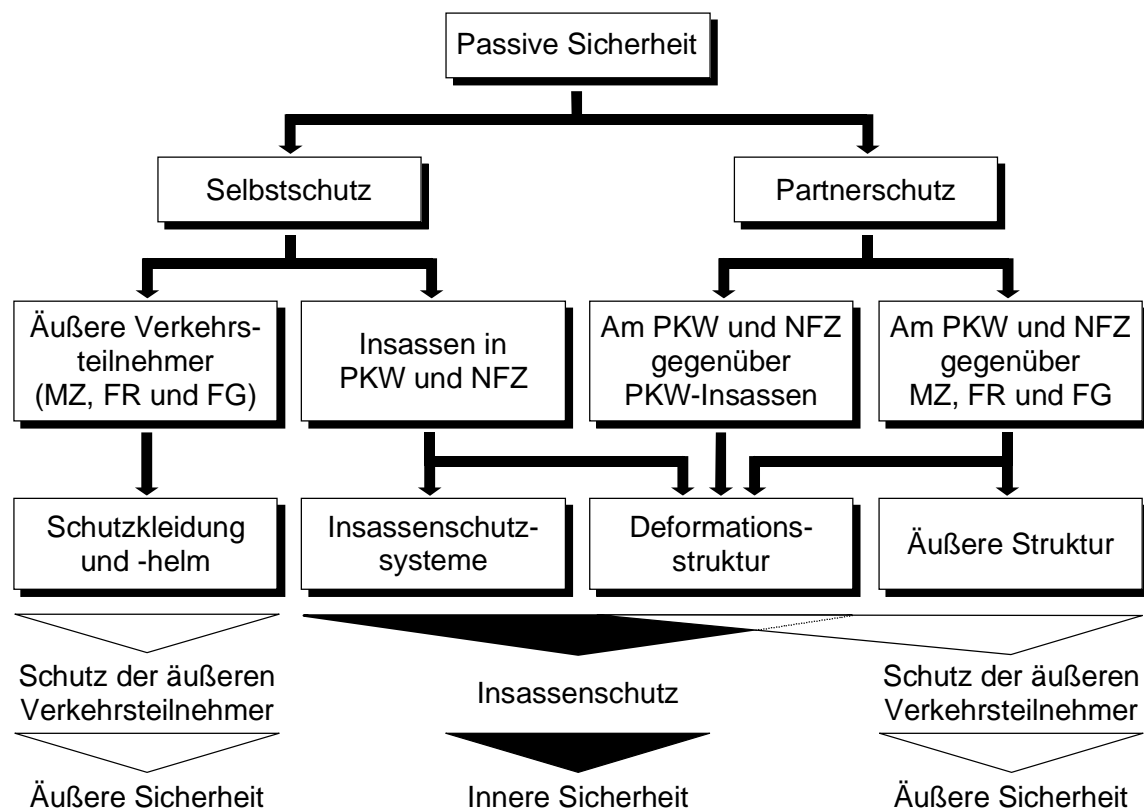 Passive Sicherheit
Selbstschutz
Partnerschutz
Äußere Verkehrs-
teilnehmer
(MZ, FR und FG)
Insassen in
PKW und NFZ
Am PKW und NFZ
gegenüber
PKW-Insassen
Am PKW und NFZ
gegenüber
MZ, FR und FG
Schutzkleidung
und -helm
Insassenschutz-
systeme
Deformations-
struktur
Äußere Struktur
Schutz der äußeren
Verkehrsteilnehmer
Insassenschutz
Schutz der äußeren
Verkehrsteilnehmer
Äußere Sicherheit
Innere Sicherheit
Äußere Sicherheit